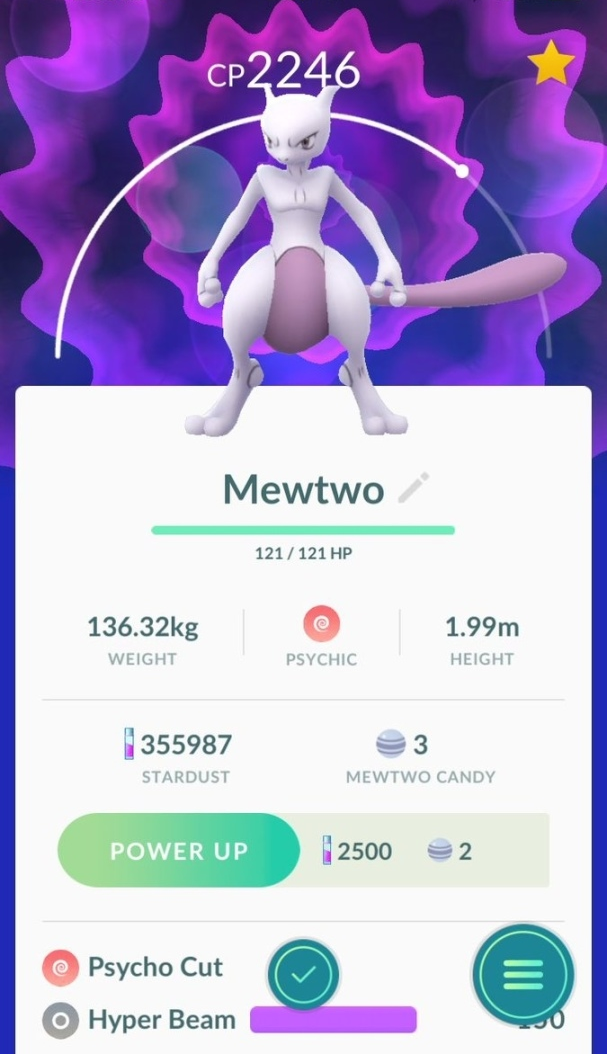 CP2246
Mewtwo
121 / 121 HP
136.32kg
WEIGHT
PSYCHIC
1.99m
HEIGHT
355987
STARDUST
3
MEWTWO CANDY
POWER UP
2500
2
Psycho Cut
Hyper Beam